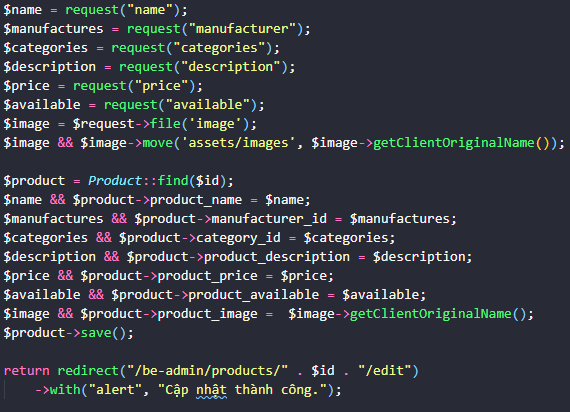 $name = request("name");
$manufactures = request("manufacturer");
$categories = request("categories");
$description = request("description");
$price = request("price");
$available = request("available");
$image = $request->file('image');
$image && $image->move('assets/images', $image->getClientOriginalName());
$product = Product::find($id);
$name && $product->product_name = $name;
$manufactures && $product->manufacturer_id = $manufactures;
$categories && $product->category_id = $categories;
$description && $product->product_description = $description;
$price && $product->product_price = $price;
$available && $product->product_available = $available;
$image && $product->product_image =  $image->getClientOriginalName();
$product->save();
return redirect("/be-admin/products/" . $id . "/edit")
->with("alert", "Cập nhật thành công.");